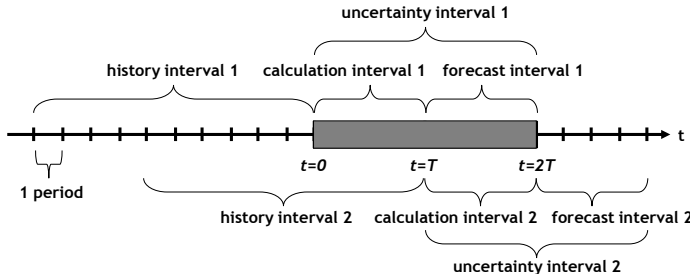 uncertainty interval 1
history interval 1 calculation interval 1 forecast interval 1
t
t=0 t=T t=2T
1 period
history interval 2 calculation interval 2 forecast interval 2
uncertainty interval 2